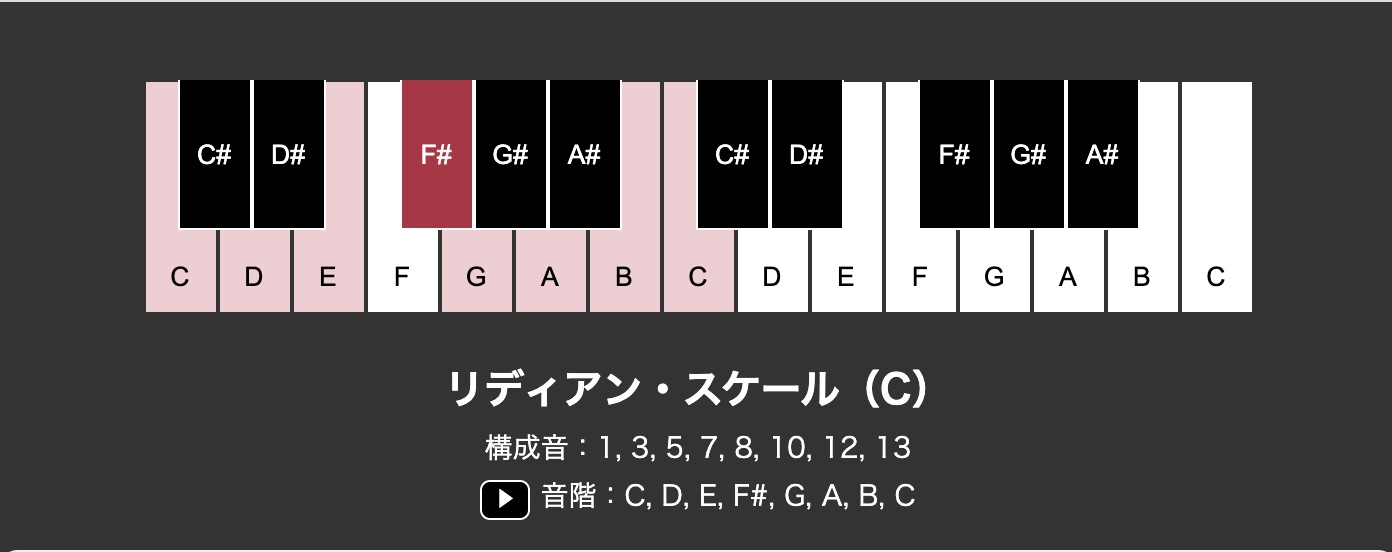 C# D# F# G# A# C# D# F# G# A#
C D E F G A B C D E F G A B C
リディアン・スケール（C）
構成音：1, 3, 5, 7, 8, 10, 12, 13
音階：C, D, E, F#, G, A, B, C